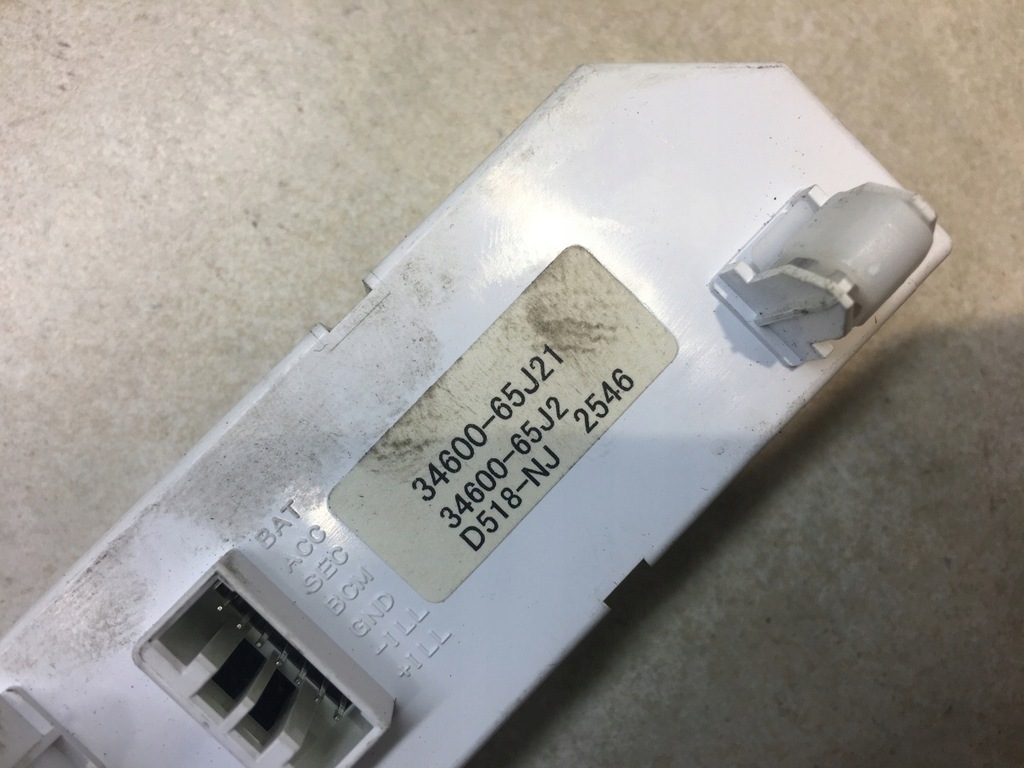 34600-65J21
34600-65J2
D518-NJ 2546
BAT
ACC
SEC
BCM
GND
-ILL
+ILL